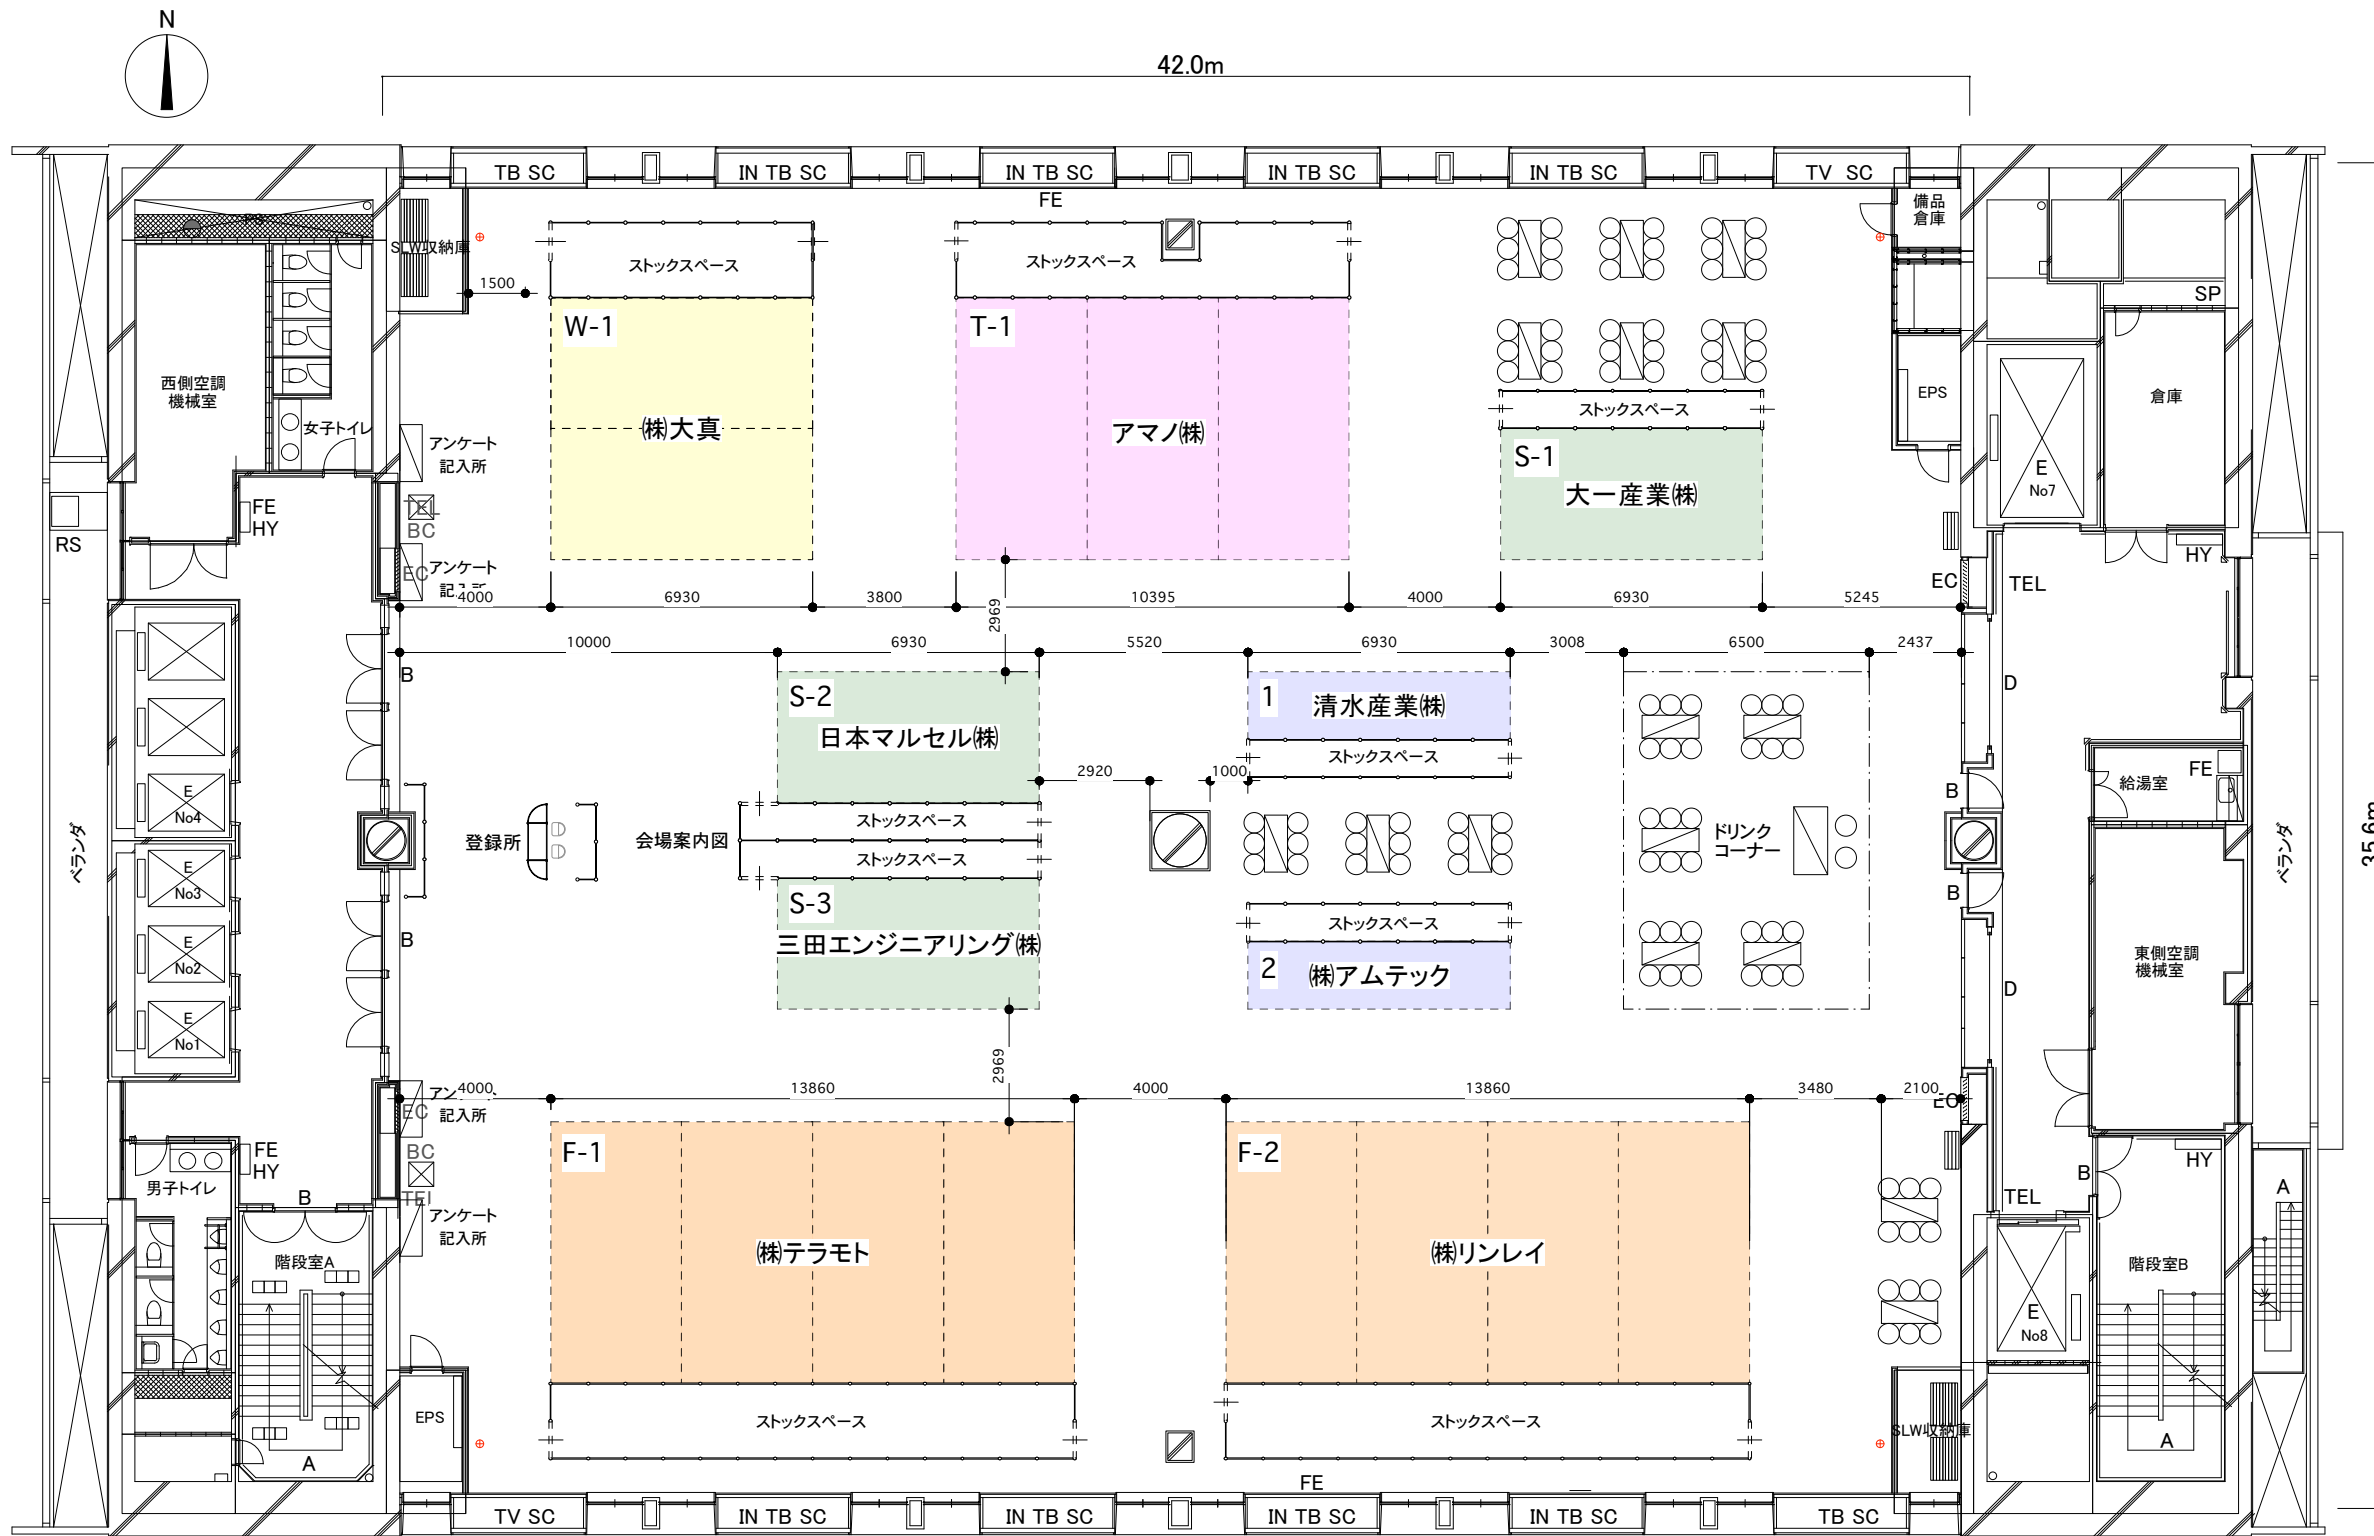 N
42.0m
TB SC
IN TB SC
IN TB SC
IN TB SC
IN TB SC
TV SC
FE
備品
倉庫
SLW収納庫
ストックスペース
ストックスペース
1500
SP
W-1
T-1
西側空調
機械室
女子トイレ
アンケート
記入所
㈱大真
アマノ㈱
ストックスペース
EPS
倉庫
S-1
大一産業㈱
E
No7
FE
HY
TEL
BC
RS
HY
EC
アンケート
EC
TEL
4000
6930
3800
10395
4000
6930
5245
2969
10000
6930
5520
6930
3008
6500
2437
B
D
S-2
日本マルセル㈱
1
清水産業㈱
ストックスペース
2920
1000
B
給湯室
FE
E
No4
ベランダ
登録所
会場案内図
ストックスペース
ストックスペース
ドリンク
コーナー
ベランダ
35.6m
E
No3
B
S-3
三田エンジニアリング㈱
ストックスペース
B
E
No2
2
㈱アムテック
東側空調
機械室
D
E
No1
2969
4000
13860
4000
13860
3480
2100
EC
記入所
EC
FE
HY
BC
F-1
F-2
男子トイレ
B
アンケート
記入所
TEL
B
HY
A
階段室A
㈱テラモト
㈱リンレイ
階段室B
E
No8
EPS
ストックスペース
ストックスペース
SLW収納庫
A
A
FE
TV SC
IN TB SC
IN TB SC
IN TB SC
IN TB SC
TB SC